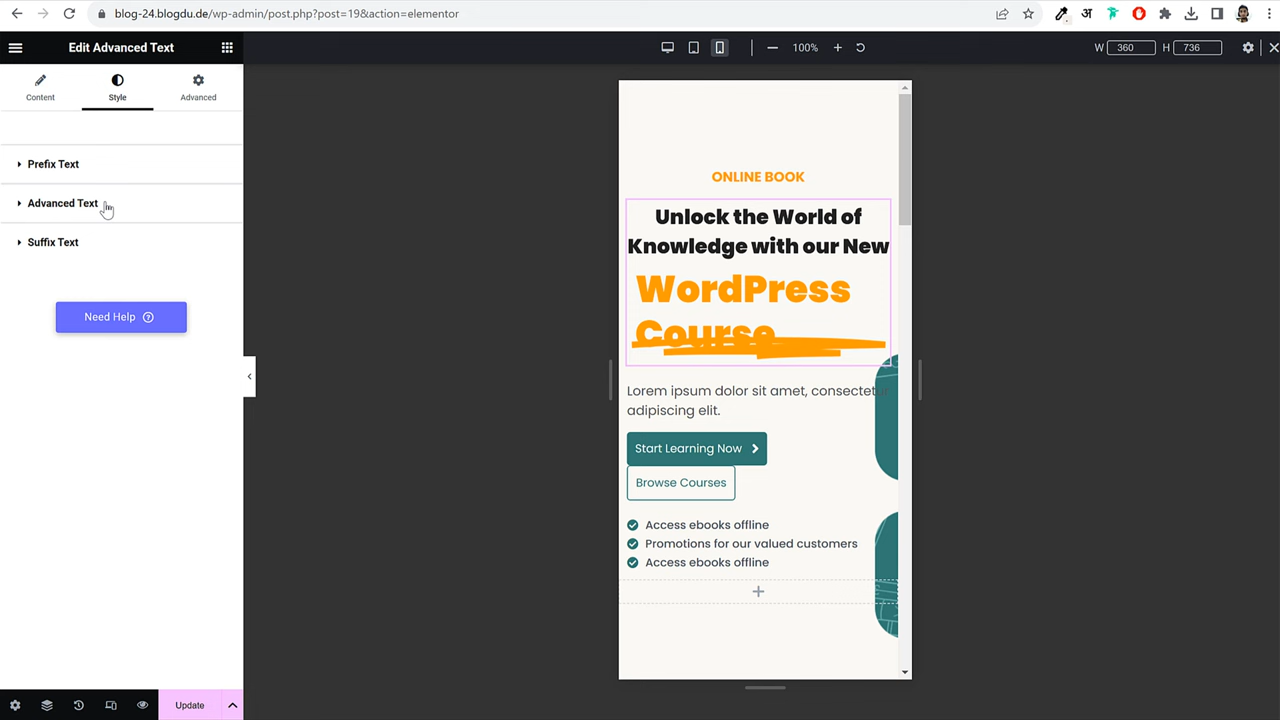 blog-24.blogdu.de/wp-admin/post.php?post=19&action=elementor
अ
Edit Advanced Text
100%
W 360 H 736
Content
Style
Advanced
Prefix Text
Advanced Text
Suffix Text
Need Help ?
Update
ONLINE BOOK
Unlock the World of
Knowledge with our New
WordPress
Course
Lorem ipsum dolor sit amet, consectetur
adipiscing elit.
Start Learning Now
Browse Courses
Access ebooks offline
Promotions for our valued customers
Access ebooks offline